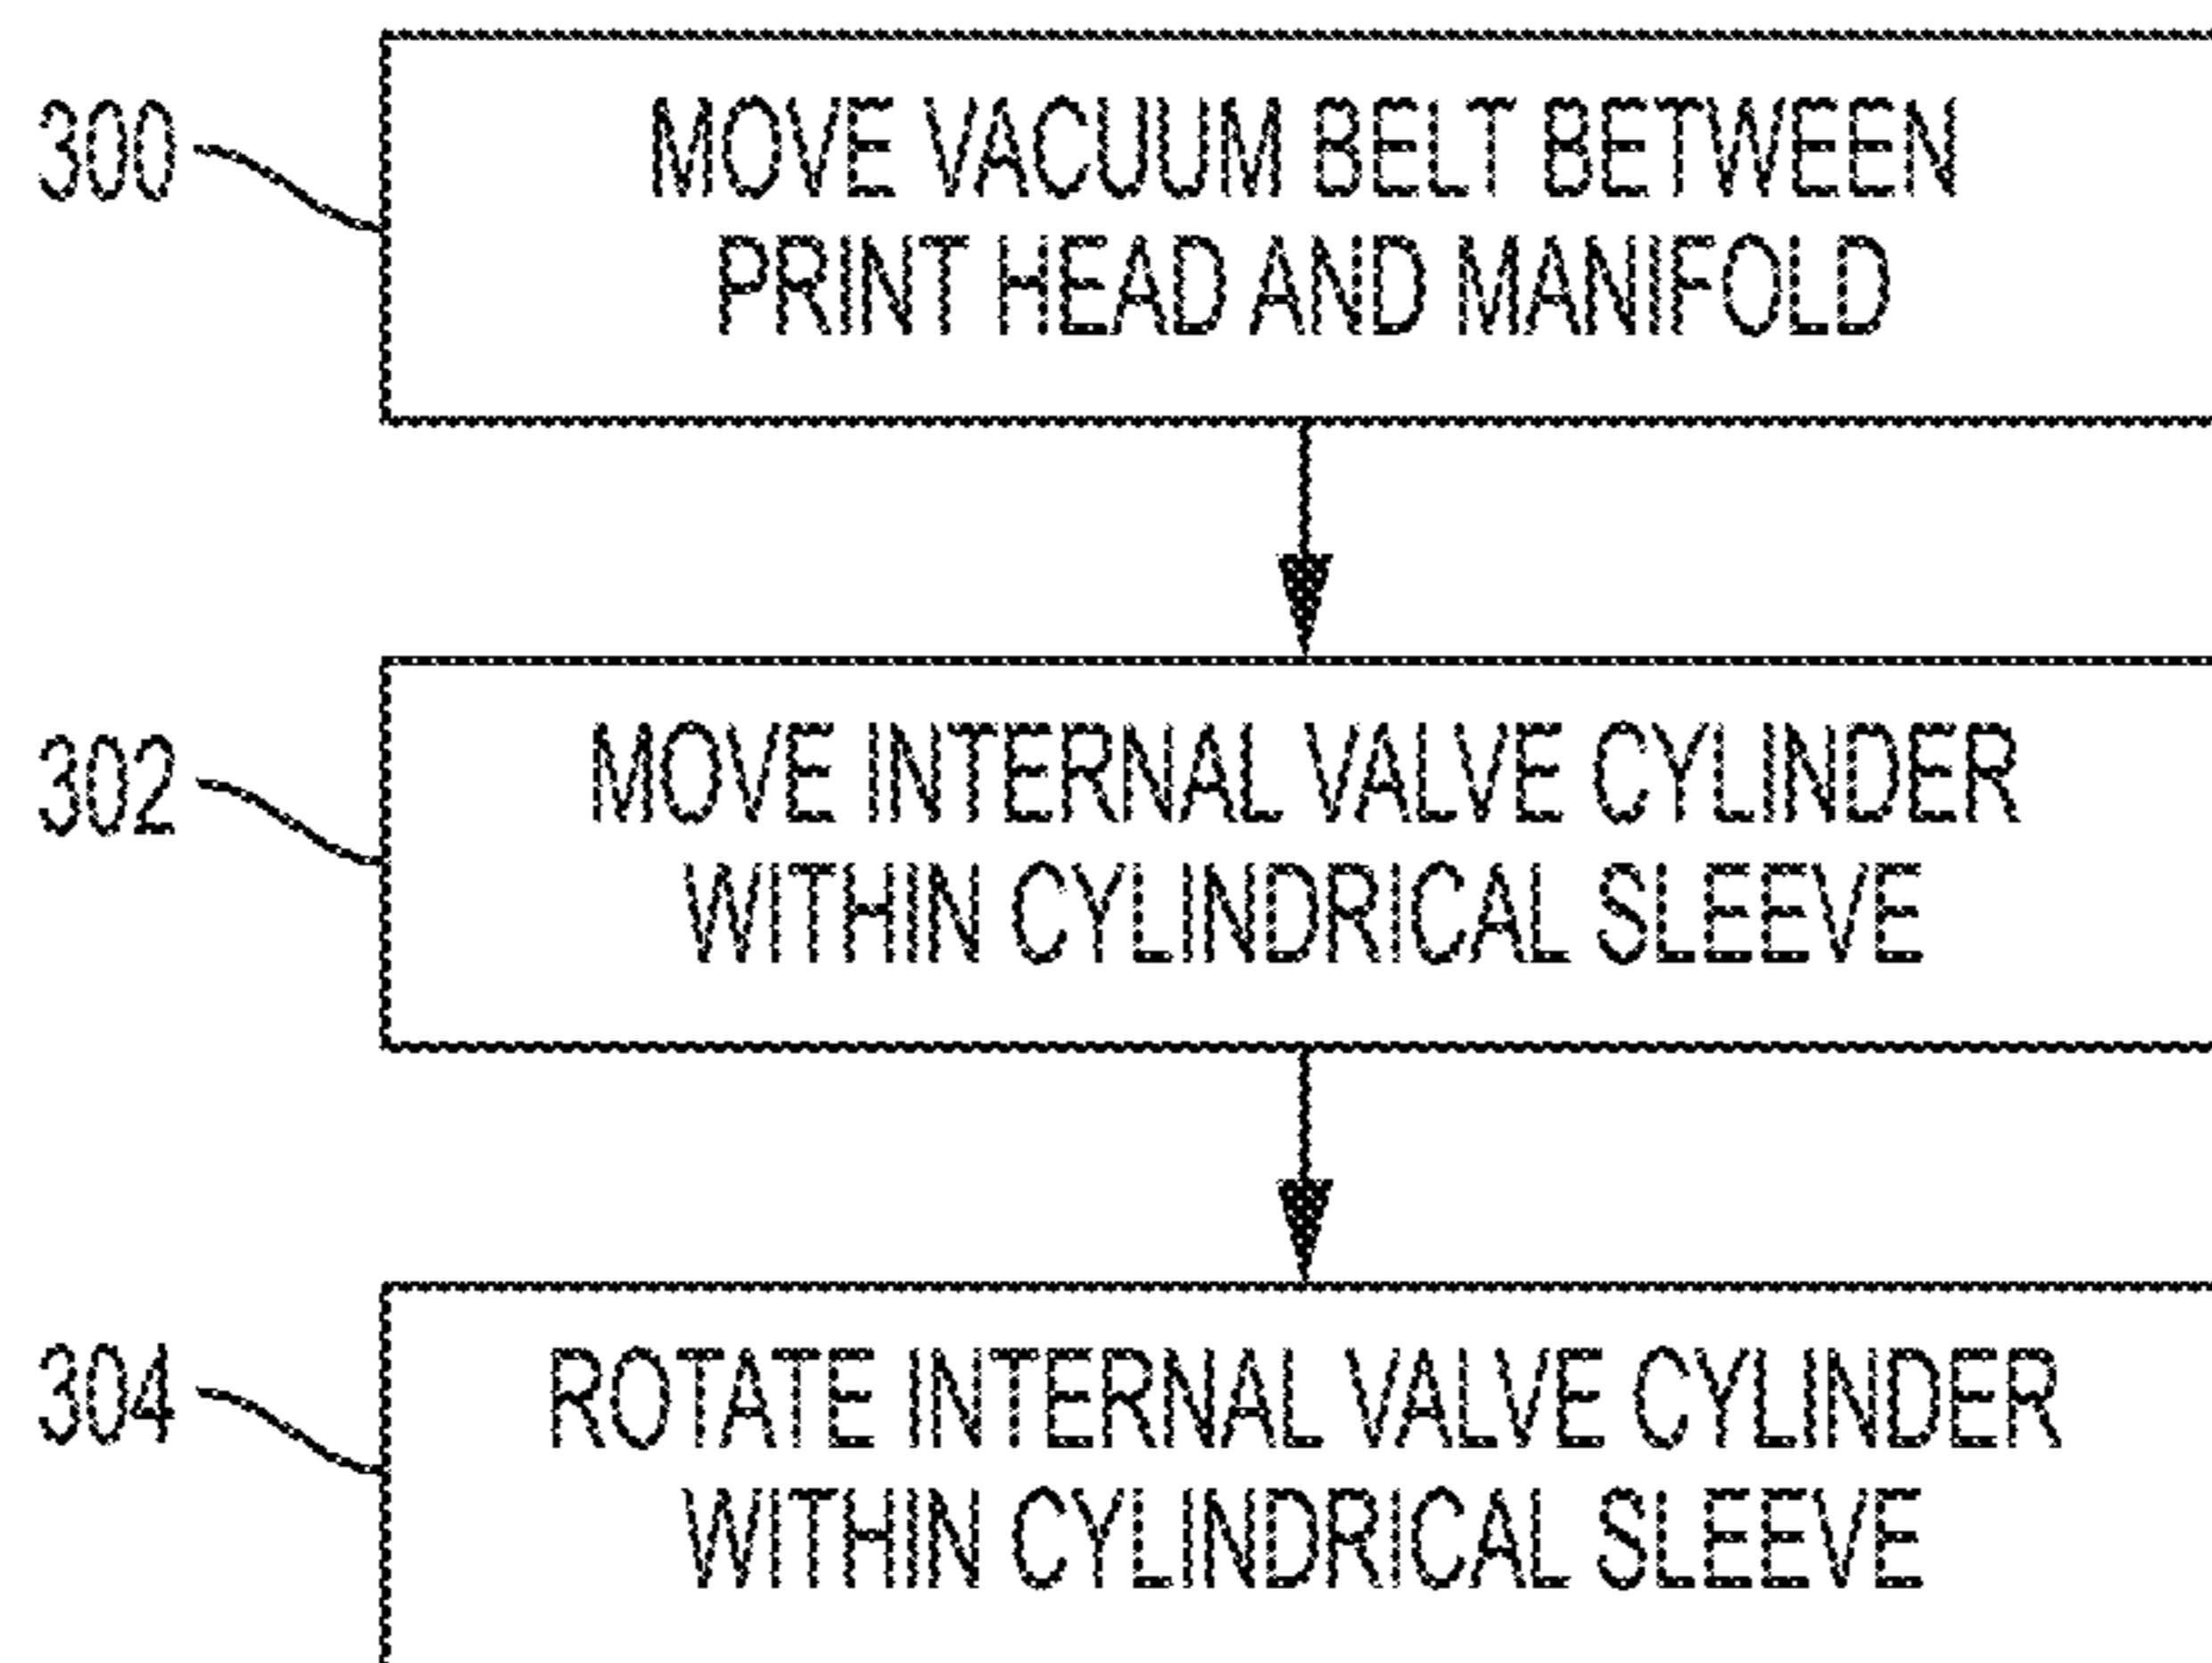 300
MOVE VACUUM BELT BETWEEN
PRINT HEAD AND MANIFOLD
302
MOVE INTERNAL VALVE CYLINDER
WITHIN CYLINDRICAL SLEEVE
304
ROTATE INTERNAL VALVE CYLINDER
WITHIN CYLINDRICAL SLEEVE